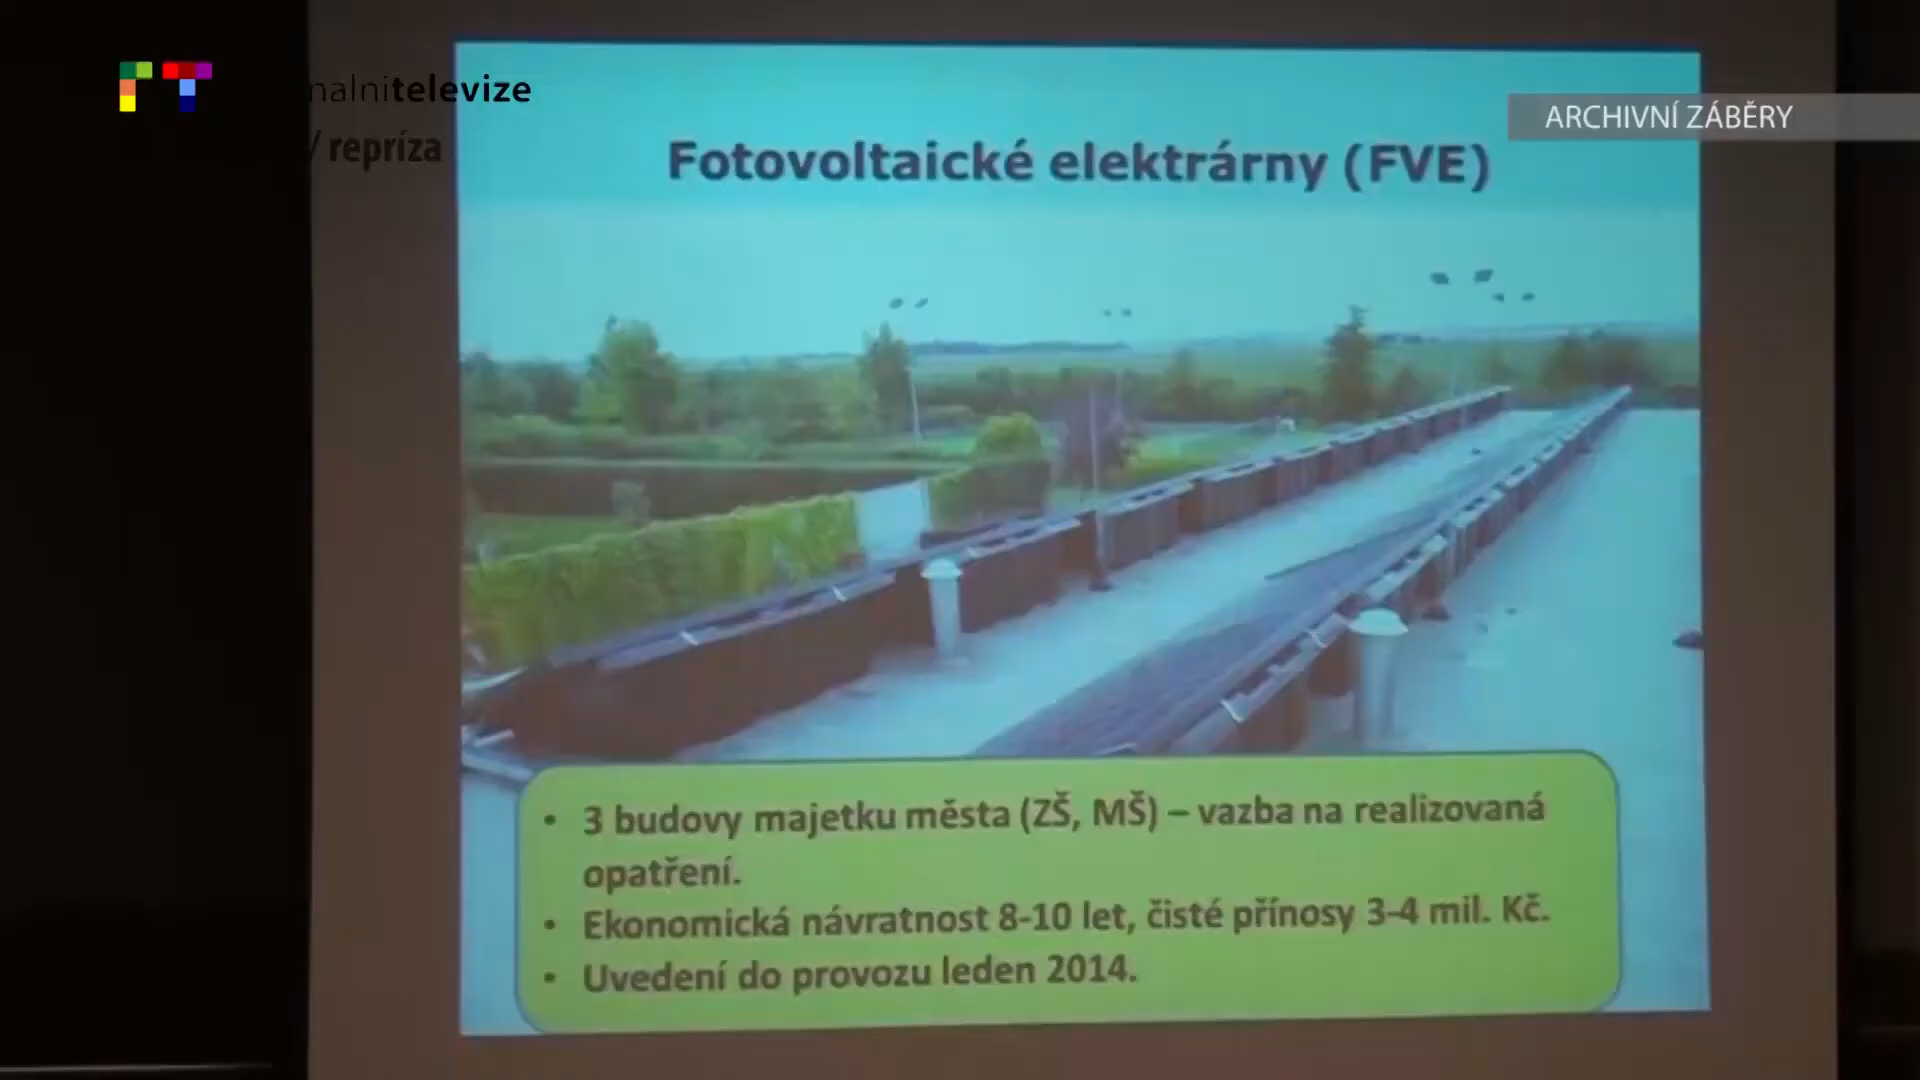 nalnitelevize
/ repríza
ARCHIVNÍ ZÁBĚRY
Fotovoltaické elektrárny (FVE)
• 3 budovy majetku města (ZŠ, MŠ) – vazba na realizovaná
opatření.
• Ekonomická návratnost 8-10 let, čisté přínosy 3-4 mil. Kč.
• Uvedení do provozu leden 2014.